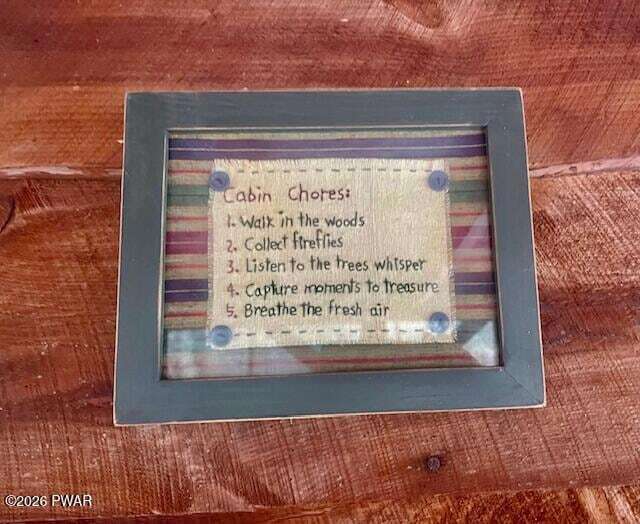 Cabin Chores:
1. Walk in the woods
2. Collect fireflies
3. Listen to the trees whisper
4. Capture moments to treasure
5. Breathe the fresh air
©2026 PWAR